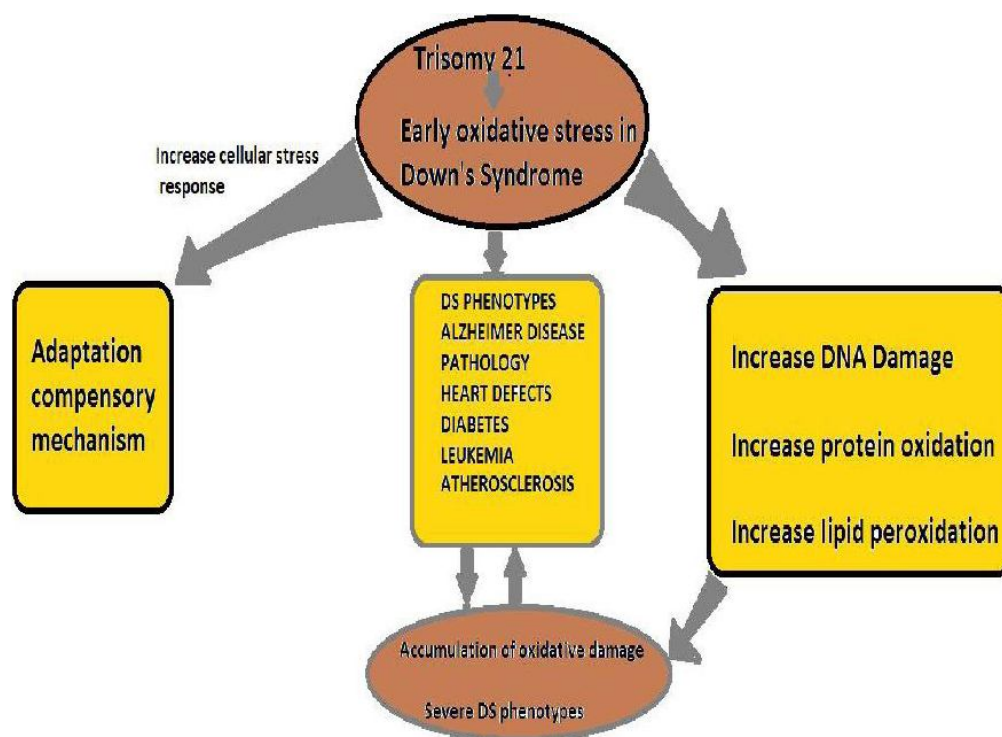 Trisomy 21
Early oxidative stress in
Down's Syndrome
Increase cellular stress
response
Adaptation
compensory
mechanism
DS PHENOTYPES
ALZHEIMER DISEASE
PATHOLOGY
HEART DEFECTS
DIABETES
LEUKEMIA
ATHEROSCLEROSIS
Increase DNA Damage
Increase protein oxidation
Increase lipid peroxidation
Accumulation of oxidative damage
Severe DS phenotypes